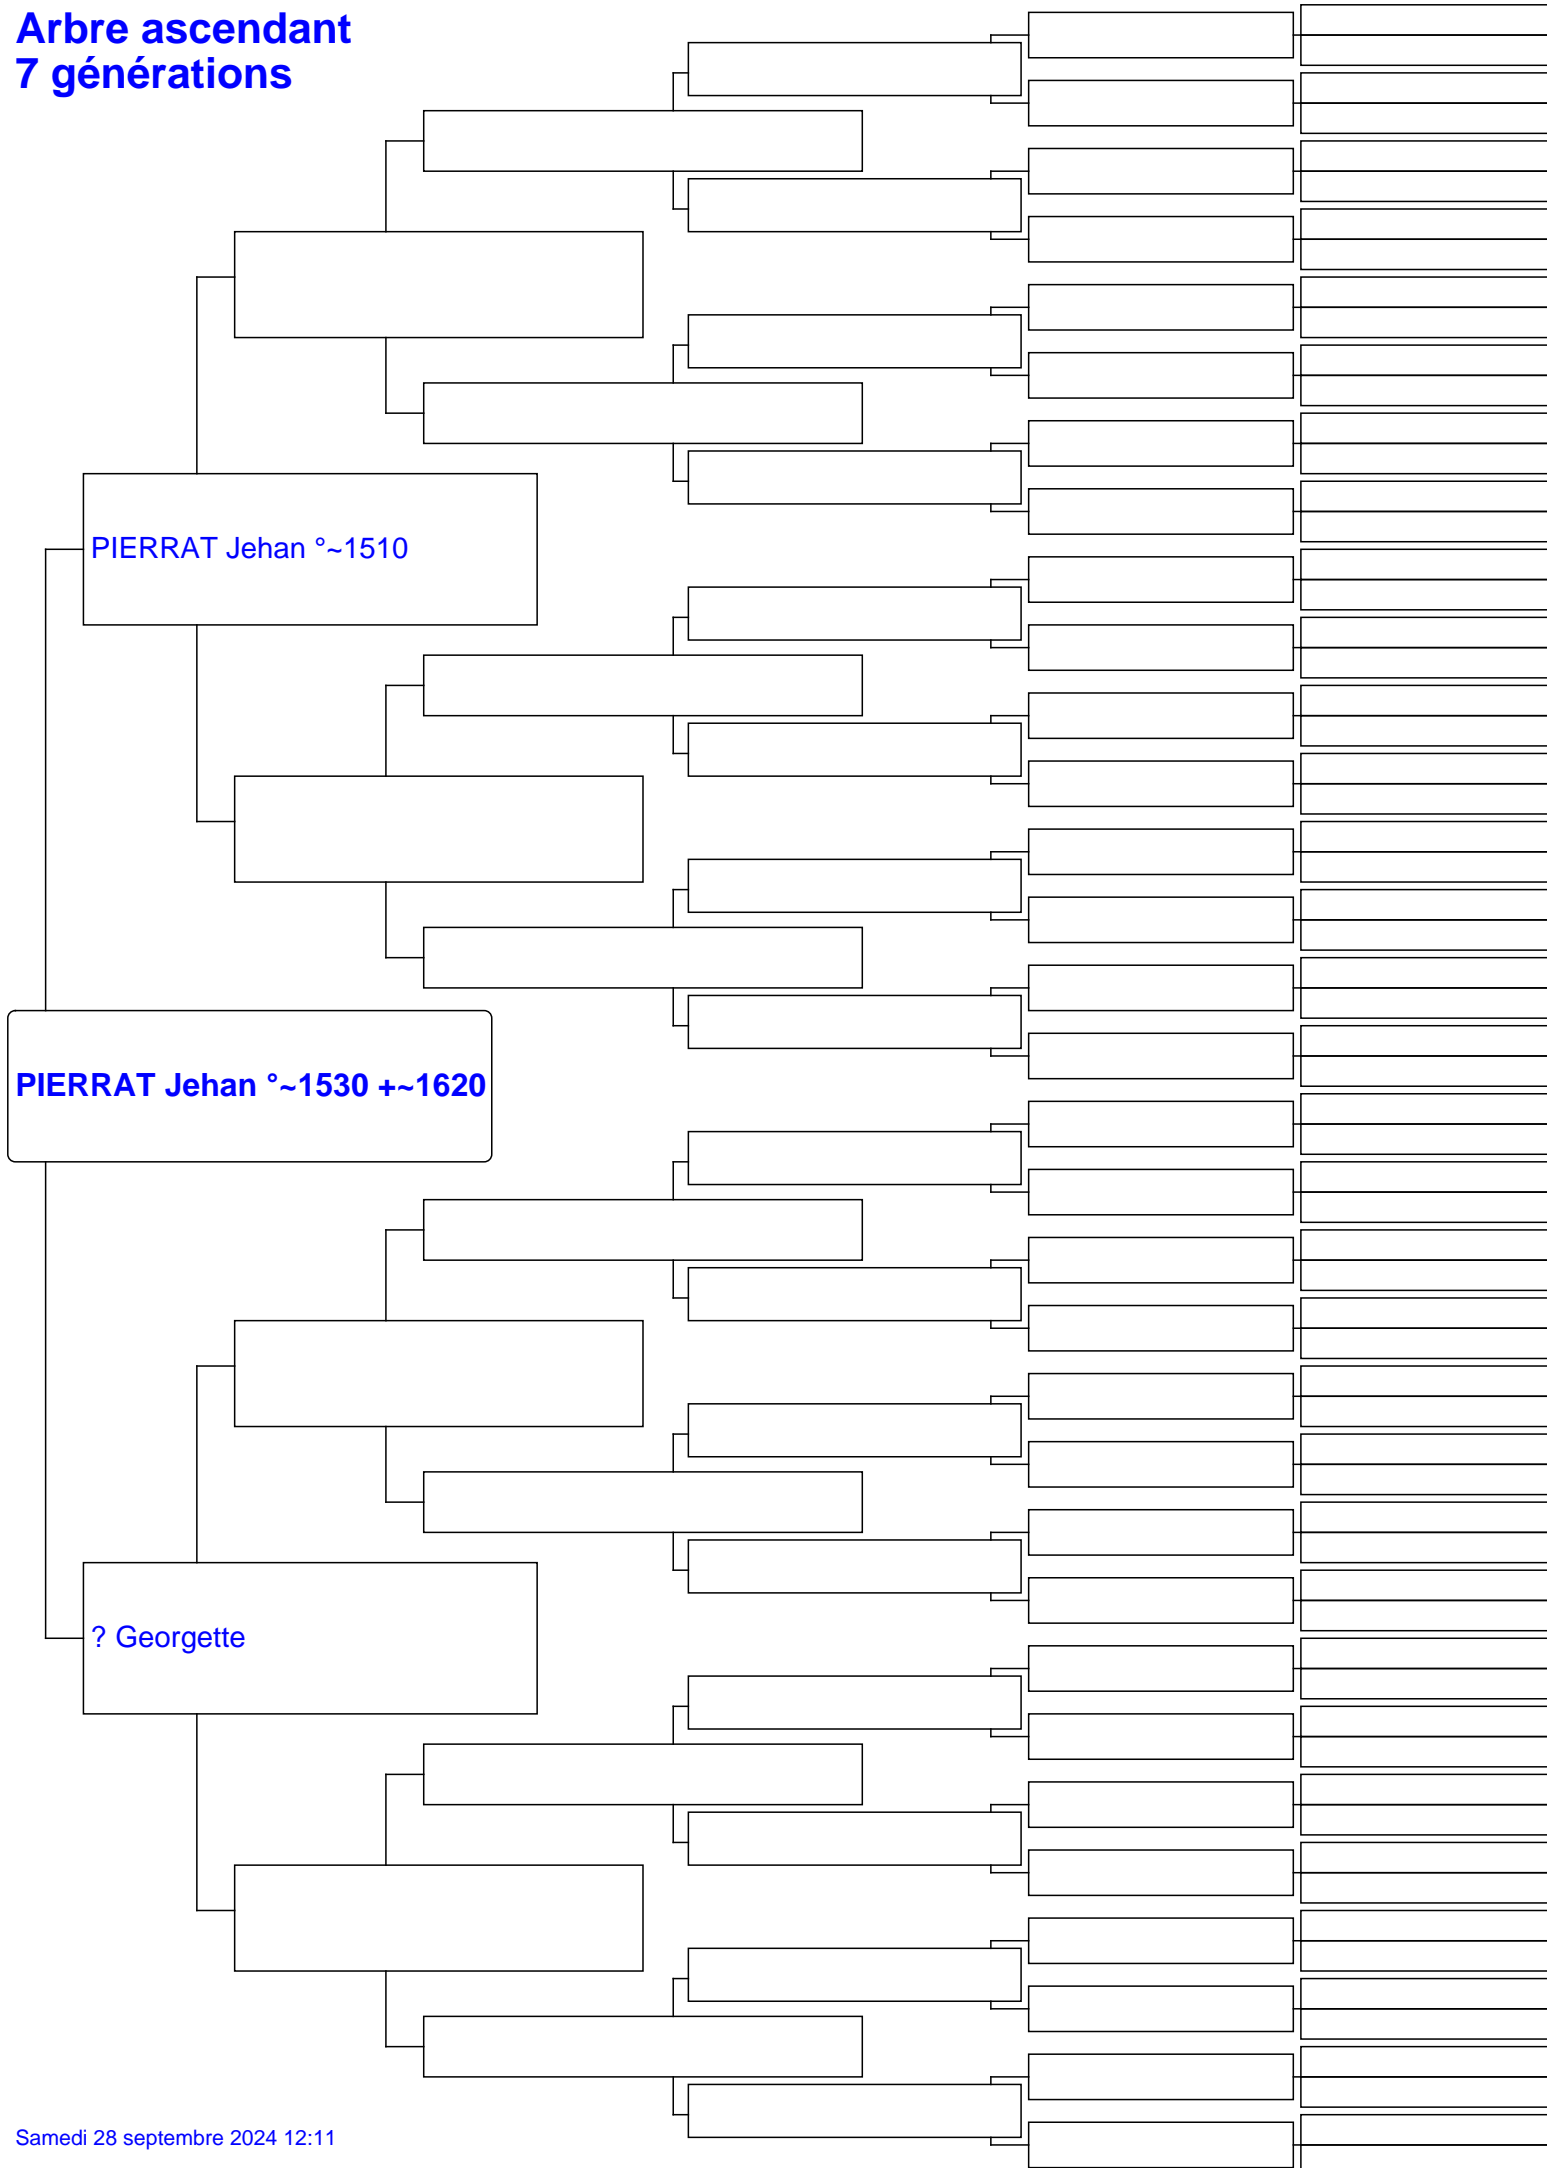 Arbre ascendant
7 générations
PIERRAT Jehan °~1510
PIERRAT Jehan °~1530 +~1620
? Georgette
Samedi 28 septembre 2024 12:11